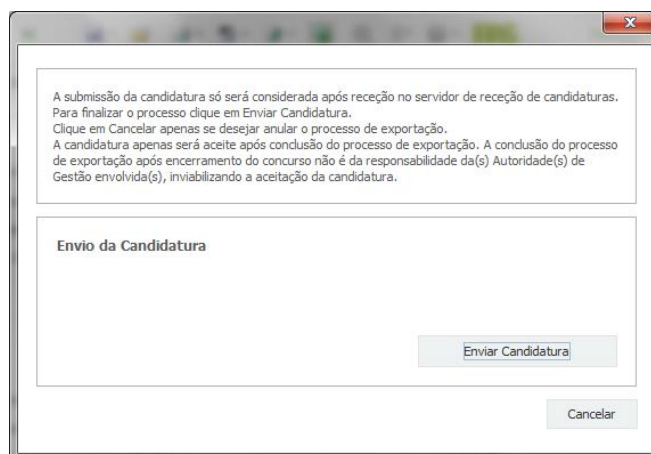 A submissão da candidatura só será considerada após receção no servidor de receção de candidaturas.
Para finalizar o processo clique em Enviar Candidatura.
Clique em Cancelar apenas se desejar anular o processo de exportação.
A candidatura apenas será aceite após conclusão do processo de exportação. A conclusão do processo
de exportação após encerramento do concurso não é da responsabilidade da(s) Autoridade(s) de
Gestão envolvida(s), inviabilizando a aceitação da candidatura.
Envio da Candidatura
Enviar Candidatura
Cancelar